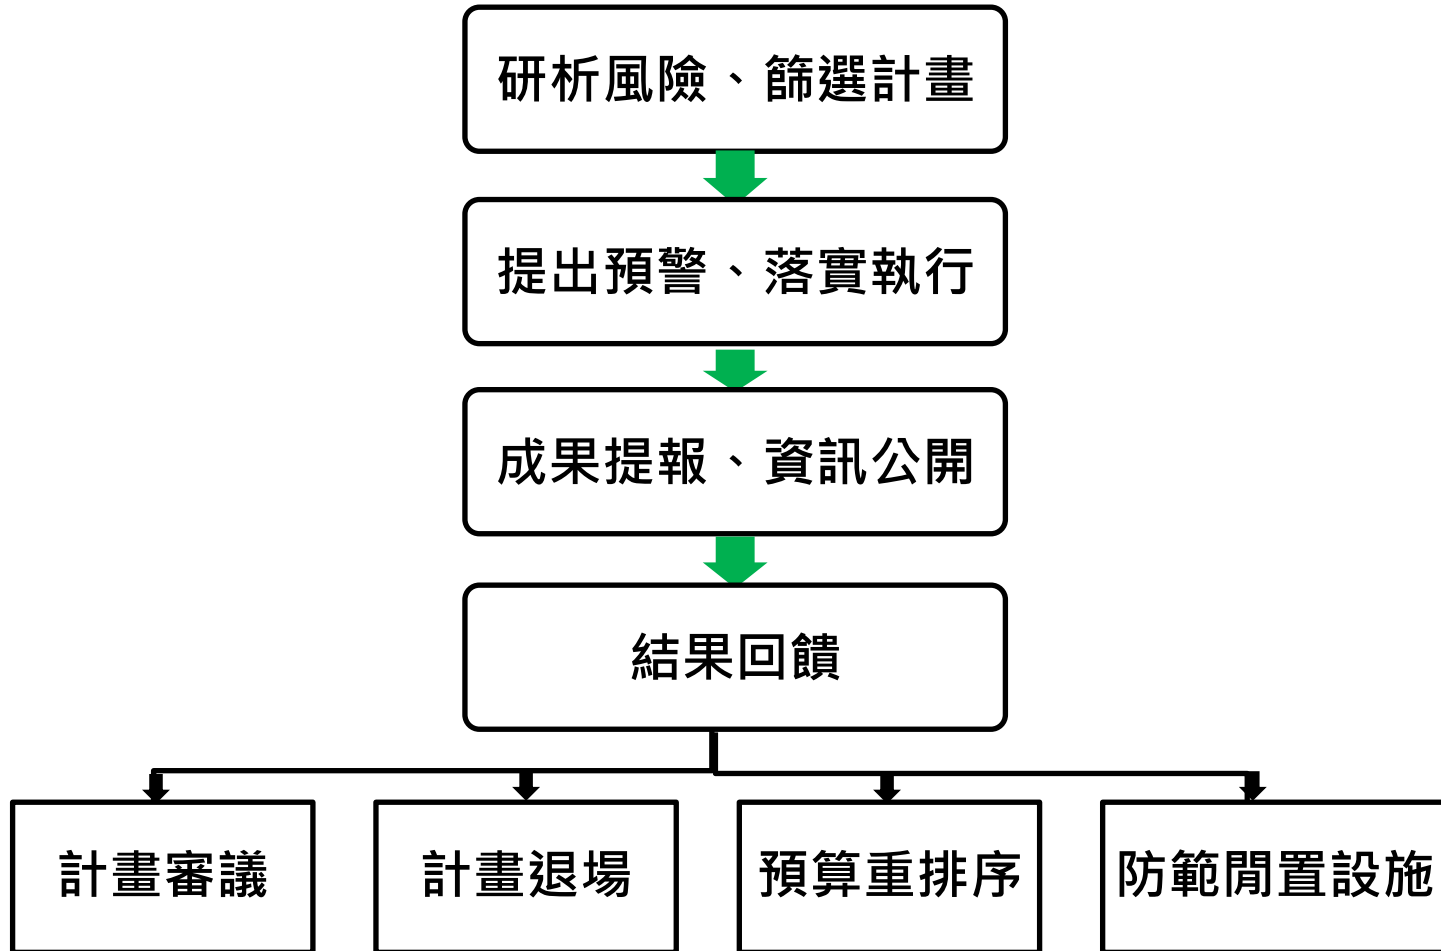 研析風險、篩選計畫
提出預警、落實執行
成果提報、資訊公開
結果回饋
計畫審議
計畫退場
預算重排序
防範閒置設施